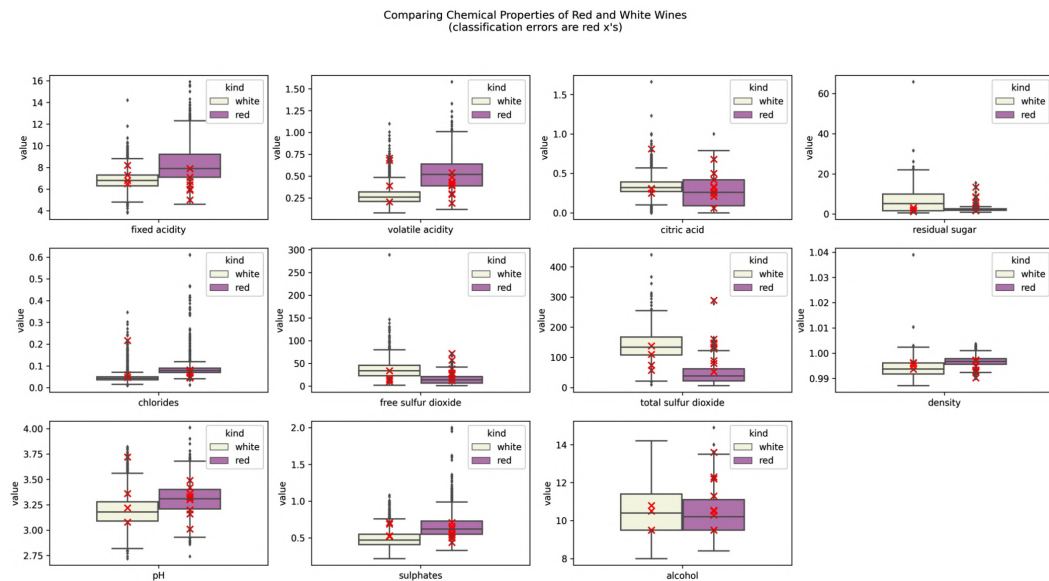 Comparing Chemical Properties of Red and White Wines
(classification errors are red x's)
value
16
14
12
10
8
6
4
kind
white
red
fixed acidity
value
1.50
1.25
1.00
0.75
0.50
0.25
kind
white
red
volatile acidity
value
1.5
1.0
0.5
0.0
kind
white
red
citric acid
value
60
40
20
0
kind
white
red
residual sugar
value
0.6
0.5
0.4
0.3
0.2
0.1
0.0
kind
white
red
chlorides
value
300
250
200
150
100
50
0
kind
white
red
free sulfur dioxide
value
400
300
200
100
0
kind
white
red
total sulfur dioxide
value
1.04
1.03
1.02
1.01
1.00
0.99
kind
white
red
density
value
4.00
3.75
3.50
3.25
3.00
2.75
kind
white
red
pH
value
2.0
1.5
1.0
0.5
kind
white
red
sulphates
value
14
12
10
8
kind
white
red
alcohol